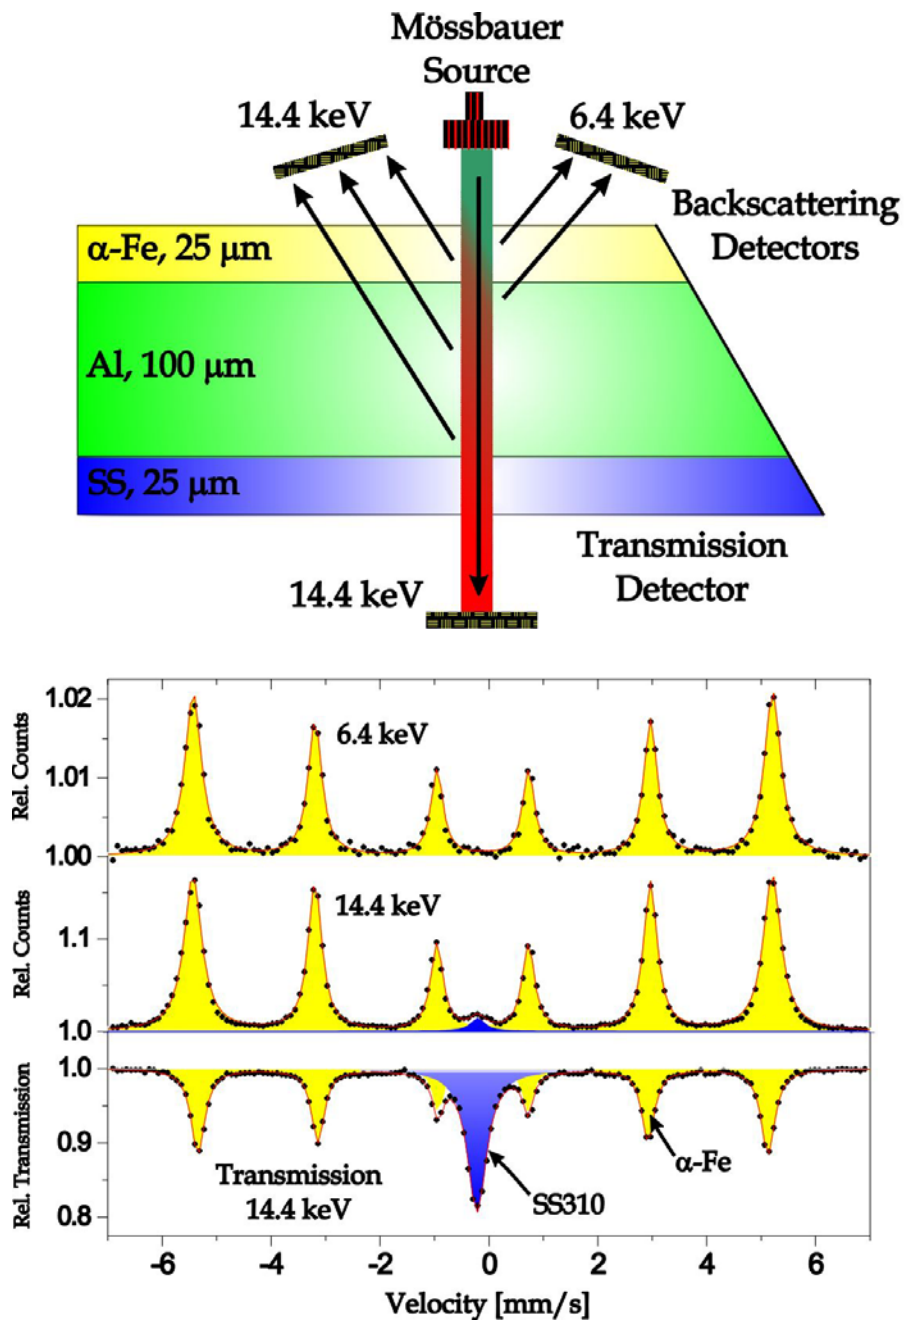 Mössbauer
Source
14.4 keV
6.4 keV
Backscattering
Detectors
α-Fe, 25 μm
Al, 100 μm
SS, 25 μm
Transmission
Detector
14.4 keV
1.02
6.4 keV
1.01
Rel. Counts
1.00
14.4 keV
1.1
Rel. Counts
1.0
1.0
0.9
Rel. Transmission
α-Fe
Transmission
14.4 keV
SS310
0.8
-6 -4 -2 0 2 4 6
Velocity [mm/s]